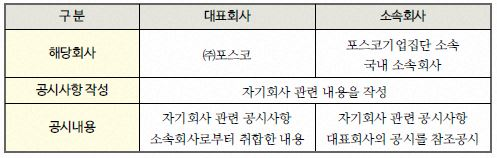 구 분 대표회사 소속회사
해당회사 ㈜포스코 포스코기업집단 소속
국내 소속회사
공시사항 작성 자기회사 관련 내용을 작성
공시내용 자기회사 관련 공시사항 자기회사 관련 공시사항
소속회사로부터 취합한 내용 대표회사의 공시를 참조공시